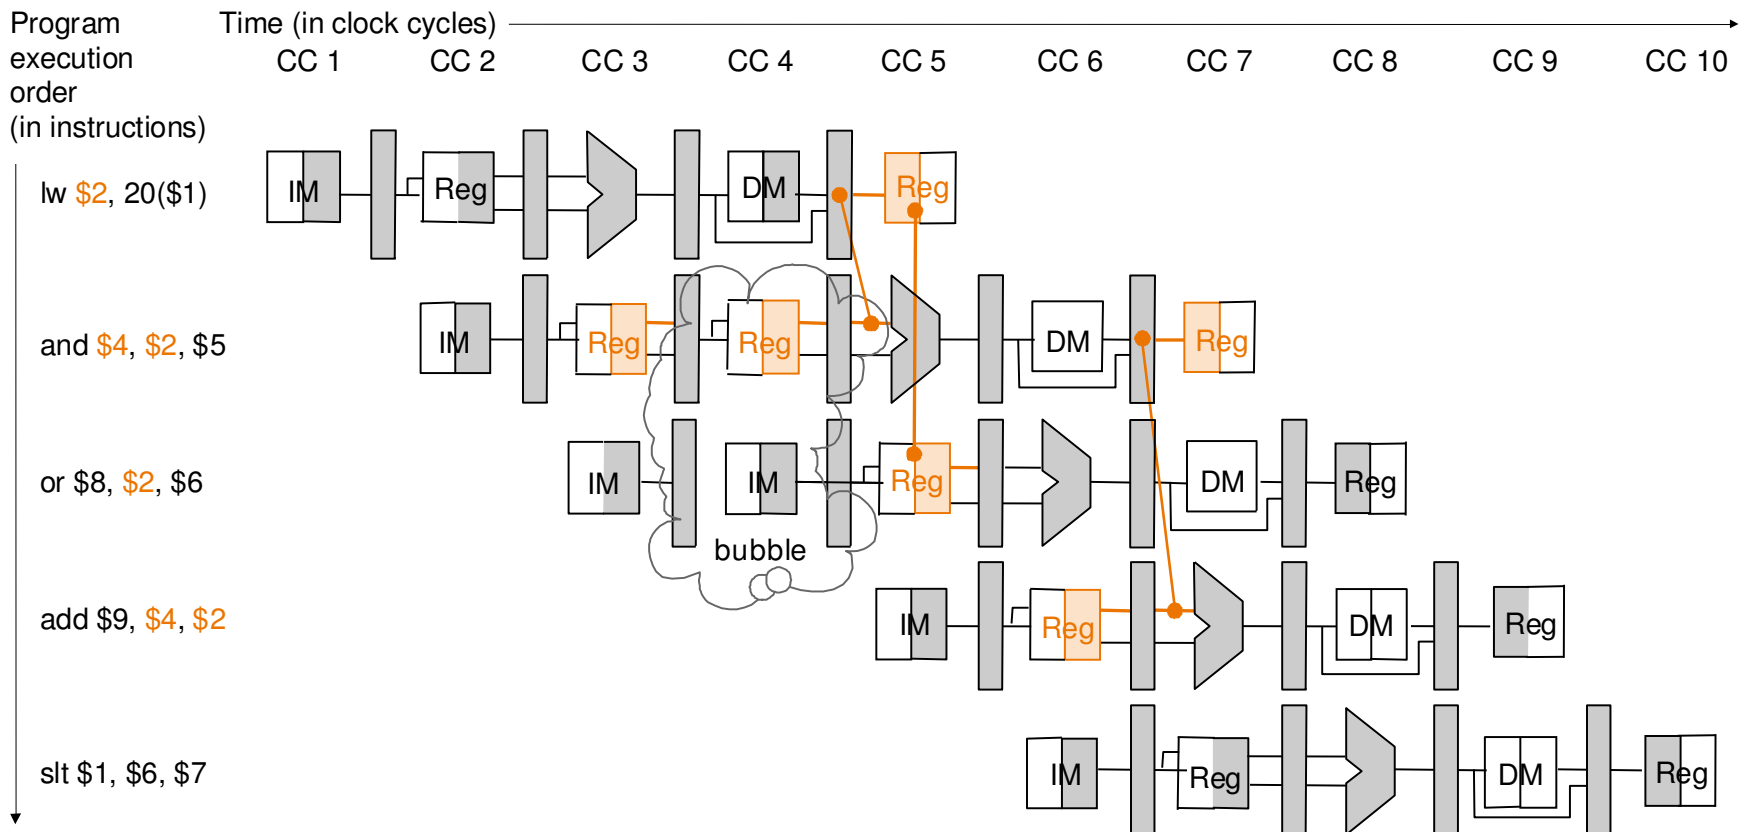 Program
execution
order
(in instructions)
Time (in clock cycles)
CC 1 CC 2 CC 3 CC 4 CC 5 CC 6 CC 7 CC 8 CC 9 CC 10
lw $2, 20($1) IM Reg DM Reg
and $4, $2, $5 IM Reg Reg DM Reg
or $8, $2, $6 IM IM Reg DM Reg
bubble
add $9, $4, $2 IM Reg DM Reg
slt $1, $6, $7 IM Reg DM Reg